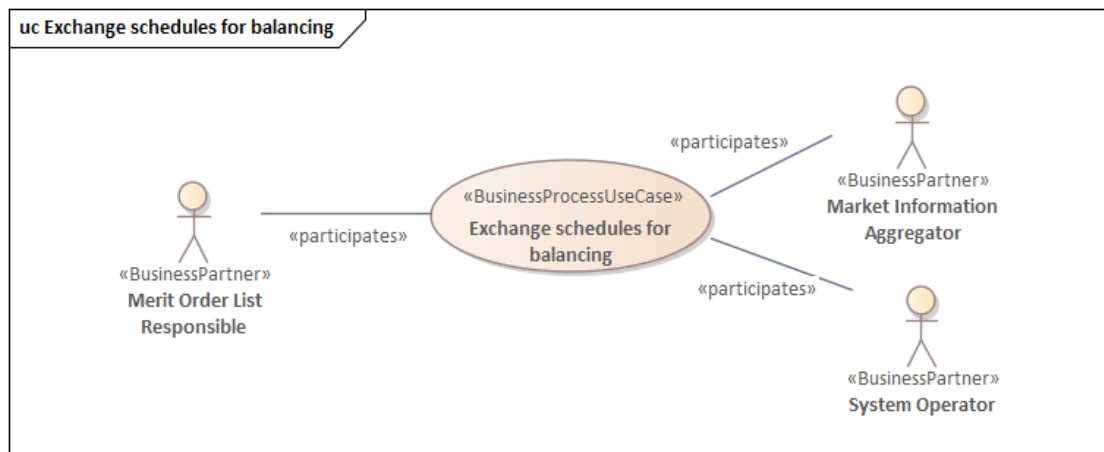 uc Exchange schedules for balancing
«participates»
«BusinessPartner»
Market Information
Aggregator
«BusinessProcessUseCase»
Exchange schedules for
balancing
«participates»
«BusinessPartner»
Merit Order List
Responsible
«participates»
«BusinessPartner»
System Operator